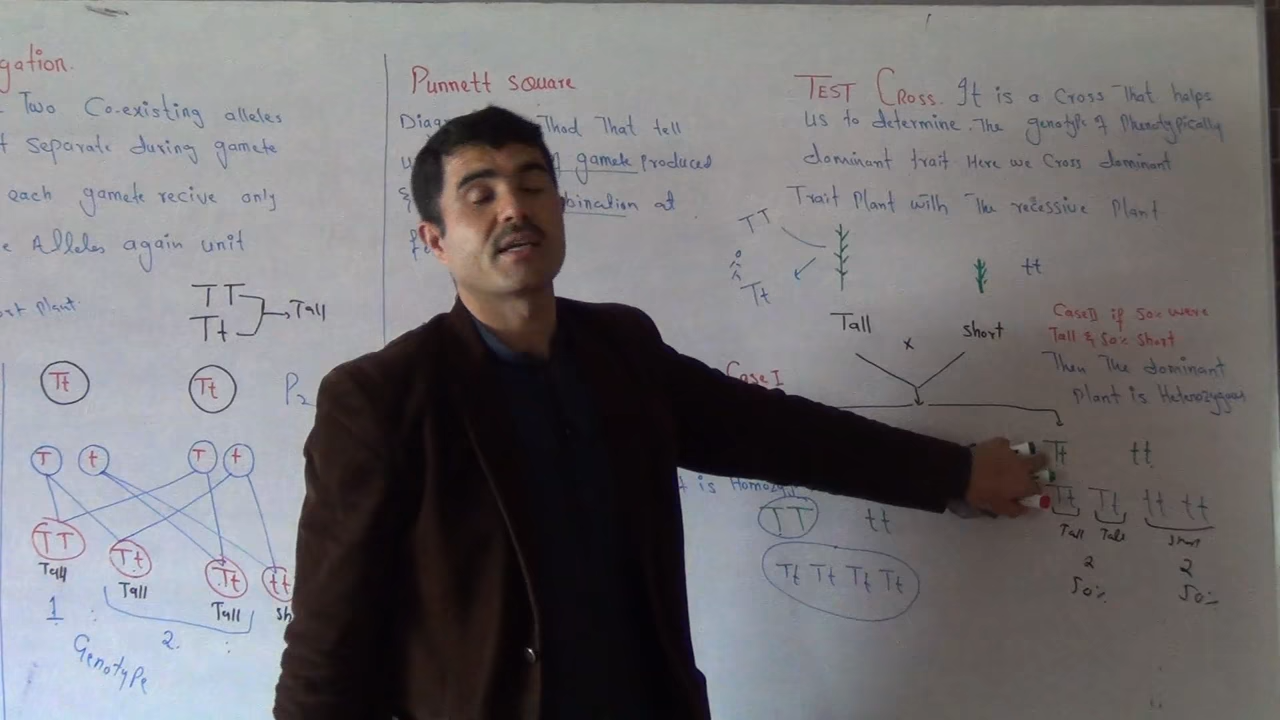 gation.
Two Co-existing alleles
t separate during gamete
each gamete recive only
e Alleles again unit
ort plant
TT
Tt
Tall
Tt
Tt
P2
T
t
T
t
TT
Tt
Tt
tt
Tall
Tall
Tall
sh
1 : 2 :
Genotype
Punnett square
Diag Thod That tell
u gamete produced
& bination at
f
TEST CROSS. It is a Cross That helps
us to determine The genotype of Phenotypically
dominant trait. Here we Cross dominant
Trait Plant with The recessive Plant
TT
Tt
tt
Tall
x
short
Case I
Case II if 50% were
Tall & 50% short
Then The dominant
Plant is Heterozygous
t is Homozy
TT
tt
Tt Tt Tt Tt
Tt
tt
Tt Tt tt tt
Tall
Tall
short
2
2
50%
50%